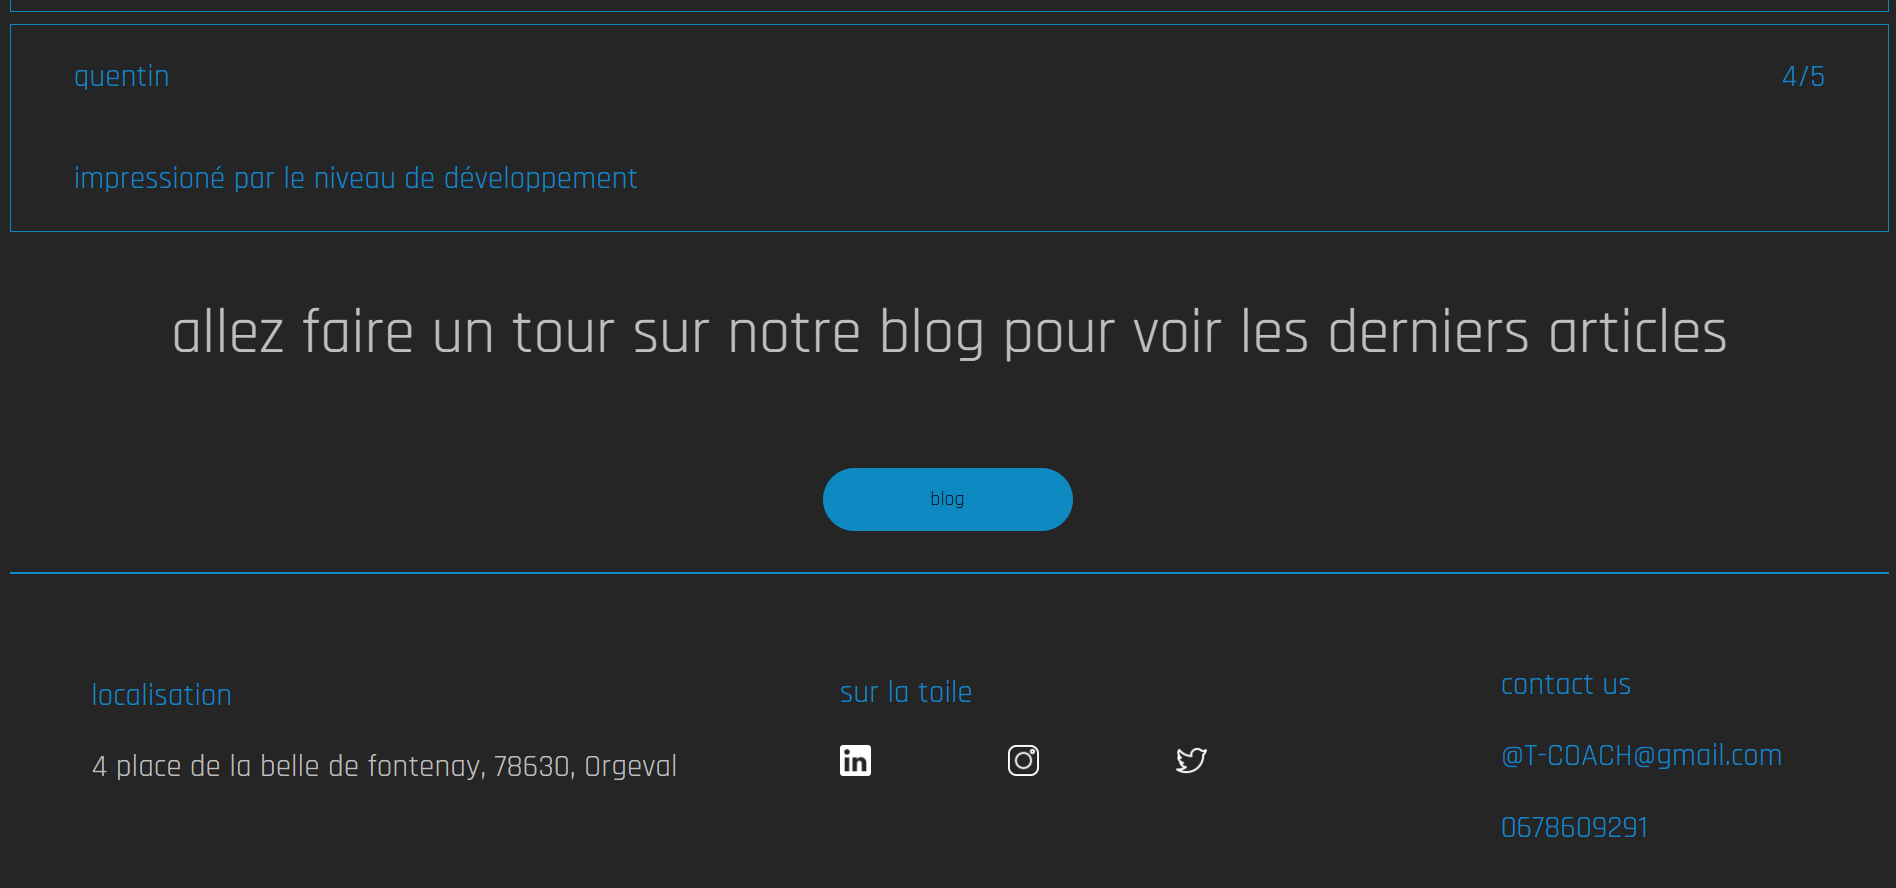 quentin 4/5
impressioné par le niveau de développement
allez faire un tour sur notre blog pour voir les derniers articles
blog
localisation
4 place de la belle de fontenay, 78630, Orgeval
sur la toile
in
contact us
@T-COACH@gmail.com
0678609291